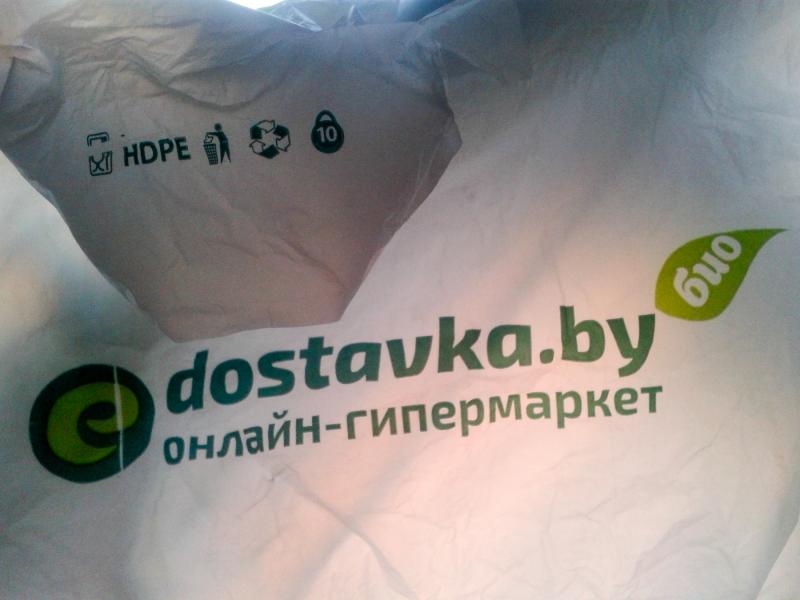 HDPE
10
био
e dostavka.by
онлайн-гипермаркет